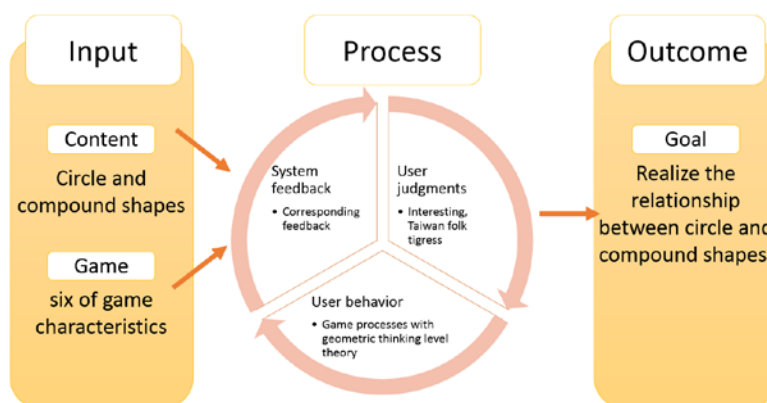 Input
Content
Circle and
compound shapes
Game
six of game
characteristics
Process
System
feedback
• Corresponding
feedback
User
judgments
• Interesting,
Taiwan folk
tigress
User behavior
• Game processes with
geometric thinking level
theory
Outcome
Goal
Realize the
relationship
between circle and
compound shapes